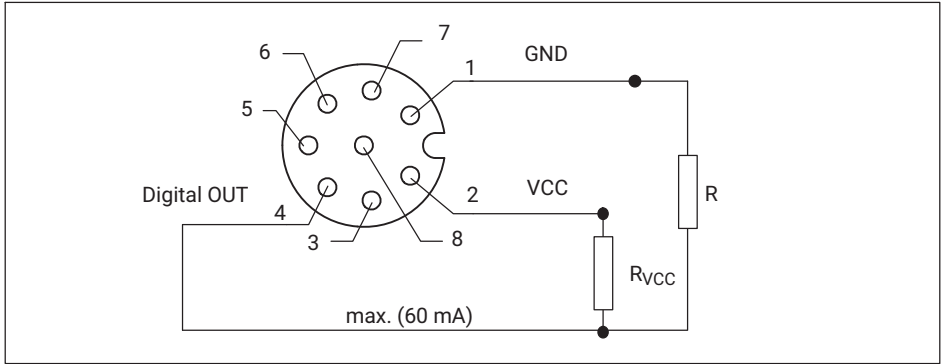 7
6
1
GND
5
Digital OUT
4
2
VCC
R
3
8
RVCC
max. (60 mA)